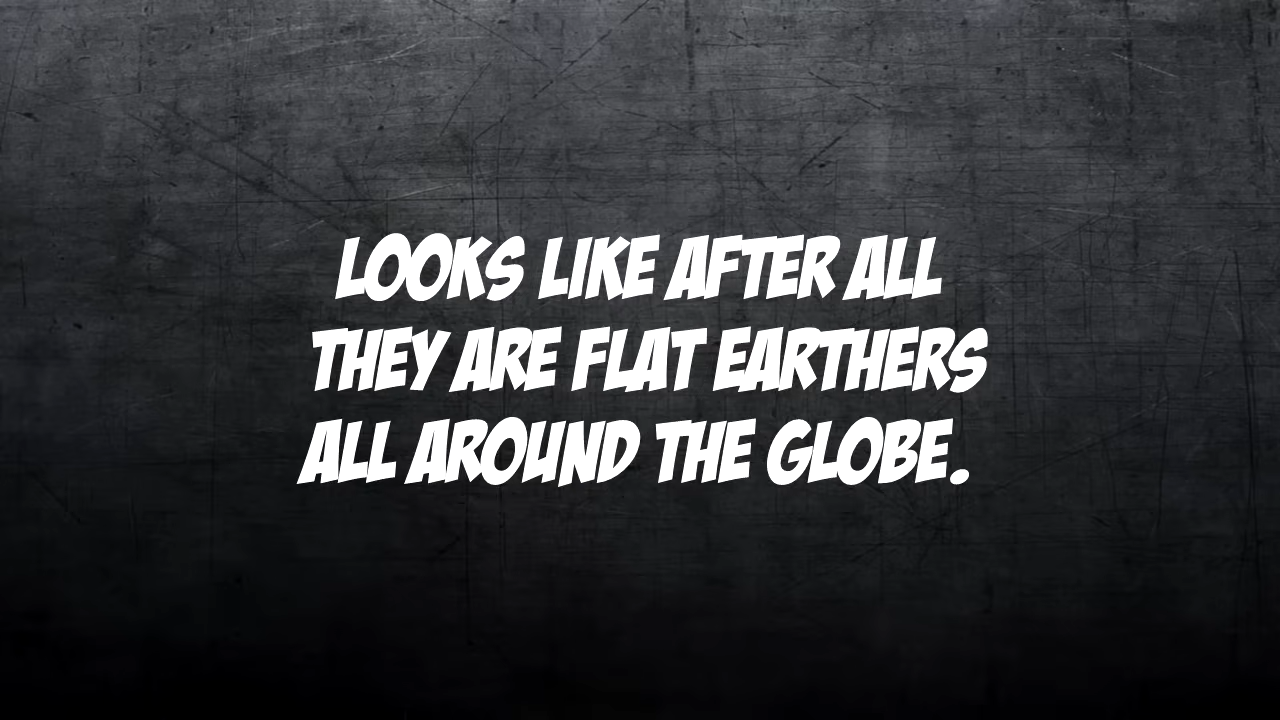 LOOKS LIKE AFTER ALL
THEY ARE FLAT EARTHERS
ALL AROUND THE GLOBE.